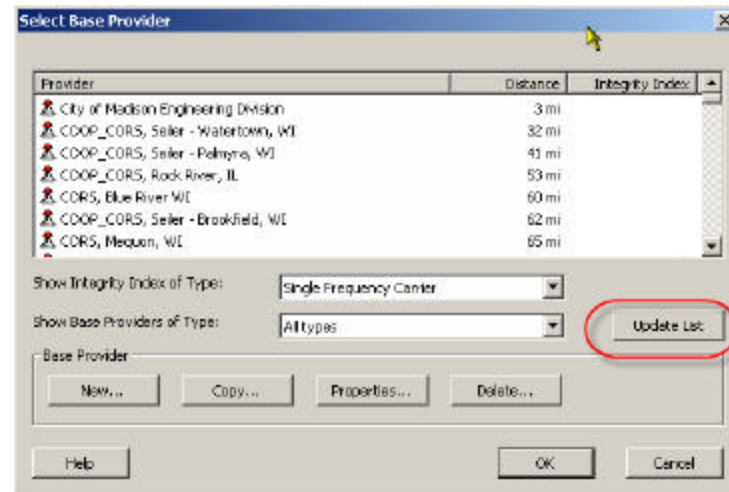 Select Base Provider
Provider Distance Integrity Index
City of Madison Engineering Division 3 mi
COOP_CORS, Seiler - Watertown, WI 32 mi
COOP_CORS, Seiler - Palmyra, WI 41 mi
COOP_CORS, Rock River, IL 53 mi
CORS, Blue River WI 60 mi
COOP_CORS, Seiler - Brookfield, WI 62 mi
CORS, Mequon, WI 65 mi
Show Integrity Index of Type: Single Frequency Carrier
Show Base Providers of Type: All types Update List
Base Provider
New... Copy... Properties... Delete...
Help OK Cancel